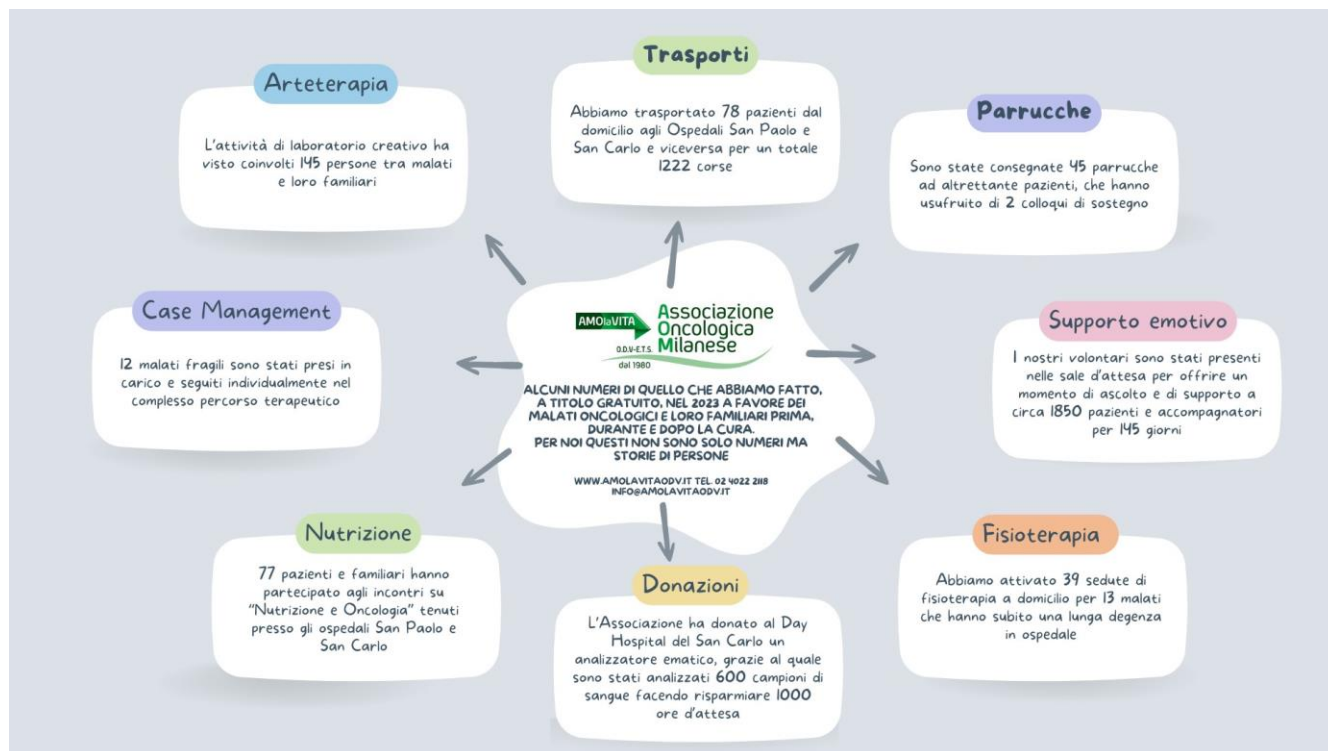 Trasporti
Abbiamo trasportato 78 pazienti dal
domicilio agli Ospedali San Paolo e
San Carlo e viceversa per un totale
1222 corse
Arteterapia
L'attività di laboratorio creativo ha
visto coinvolti 145 persone tra malati
e loro familiari
Parrucche
Sono state consegnate 45 parrucche
ad altrettante pazienti, che hanno
usufruito di 2 colloqui di sostegno
Case Management
12 malati fragili sono stati presi in
carico e seguiti individualmente nel
complesso percorso terapeutico
AMOlaVITA
Associazione
Oncologica
Milanese
O.D.V-E.T.S.
dal 1980
ALCUNI NUMERI DI QUELLO CHE ABBIAMO FATTO,
A TITOLO GRATUITO, NEL 2023 A FAVORE DEI
MALATI ONCOLOGICI E LORO FAMILIARI PRIMA,
DURANTE E DOPO LA CURA.
PER NOI QUESTI NON SONO SOLO NUMERI MA
STORIE DI PERSONE
WWW.AMOLAVITAODV.IT TEL. 02 4022 2118
INFO@AMOLAVITAODV.IT
Supporto emotivo
I nostri volontari sono stati presenti
nelle sale d'attesa per offrire un
momento di ascolto e di supporto a
circa 1850 pazienti e accompagnatori
per 145 giorni
Nutrizione
77 pazienti e familiari hanno
partecipato agli incontri su
"Nutrizione e Oncologia" tenuti
presso gli ospedali San Paolo e
San Carlo
Donazioni
L'Associazione ha donato al Day
Hospital del San Carlo un
analizzatore ematico, grazie al quale
sono stati analizzati 600 campioni di
sangue facendo risparmiare 1000
ore d'attesa
Fisioterapia
Abbiamo attivato 39 sedute di
fisioterapia a domicilio per 13 malati
che hanno subito una lunga degenza
in ospedale